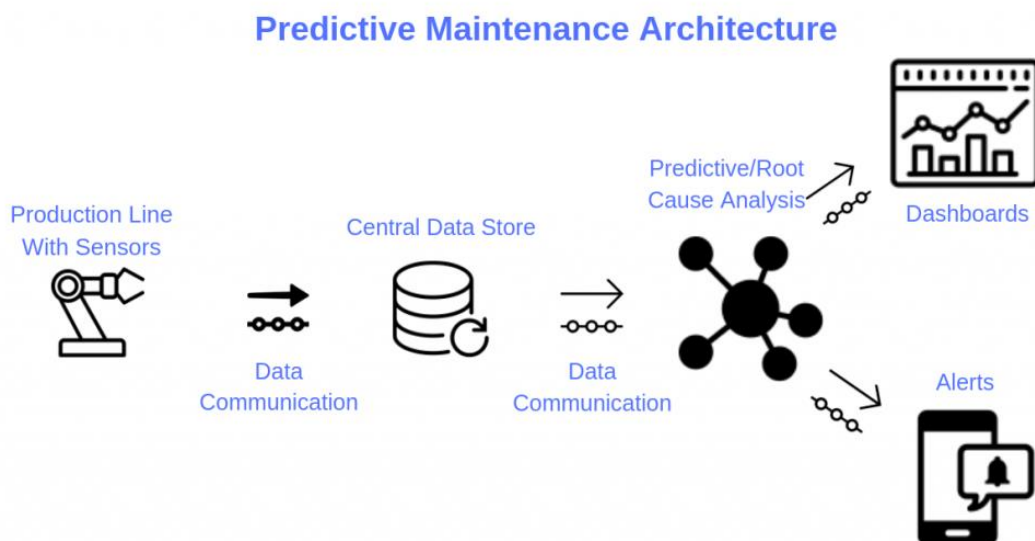 Predictive Maintenance Architecture
Production Line
With Sensors
Data
Communication
Central Data Store
Data
Communication
Predictive/Root
Cause Analysis
Dashboards
Alerts